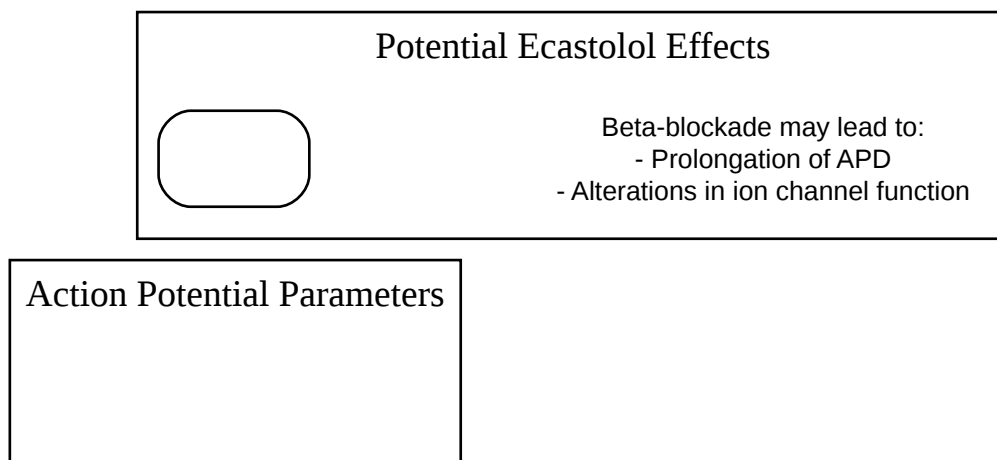 Potential Ecastolol Effects
Beta-blockade may lead to:
- Prolongation of APD
- Alterations in ion channel function
Action Potential Parameters